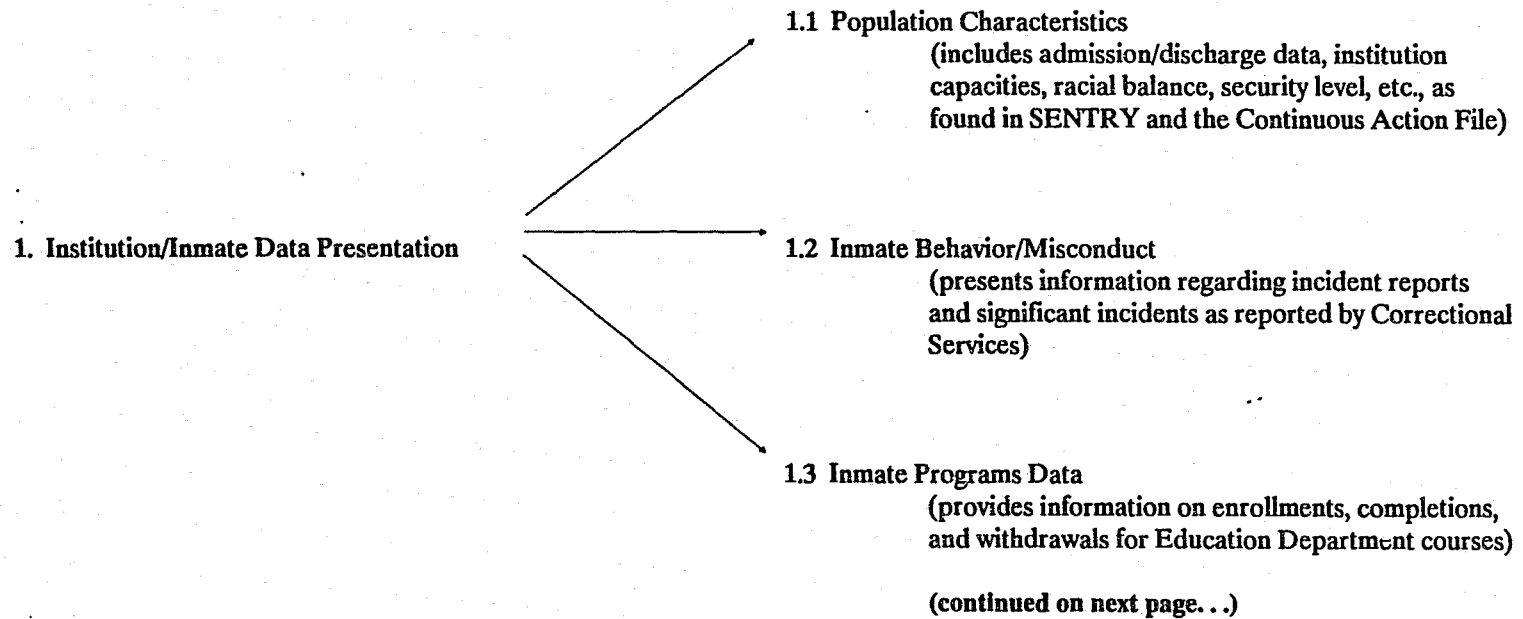 1.1 Population Characteristics
(includes admission/discharge data, institution
capacities, racial balance, security level, etc., as
found in SENTRY and the Continuous Action File)
1. Institution/Inmate Data Presentation
1.2 Inmate Behavior/Misconduct
(presents information regarding incident reports
and significant incidents as reported by Correctional
Services)
1.3 Inmate Programs Data
(provides information on enrollments, completions,
and withdrawals for Education Department courses)
(continued on next page. . .)